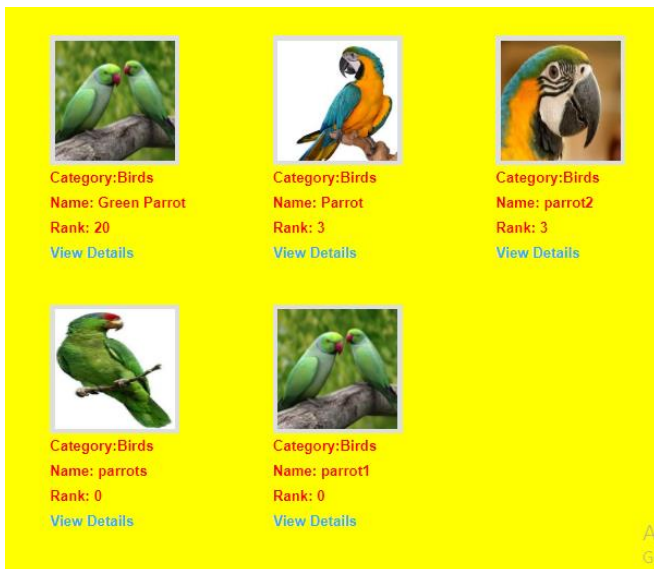 Category:Birds
Name: Green Parrot
Rank: 20
View Details
Category:Birds
Name: Parrot
Rank: 3
View Details
Category:Birds
Name: parrot2
Rank: 3
View Details
Category:Birds
Name: parrots
Rank: 0
View Details
Category:Birds
Name: parrot1
Rank: 0
View Details